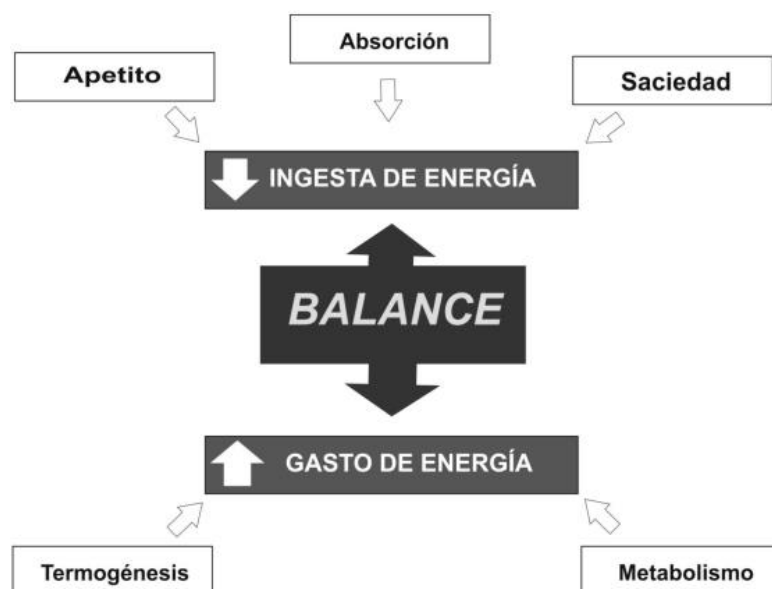 Absorción
Apetito
Saciedad
INGESTA DE ENERGÍA
BALANCE
GASTO DE ENERGÍA
Termogénesis
Metabolismo